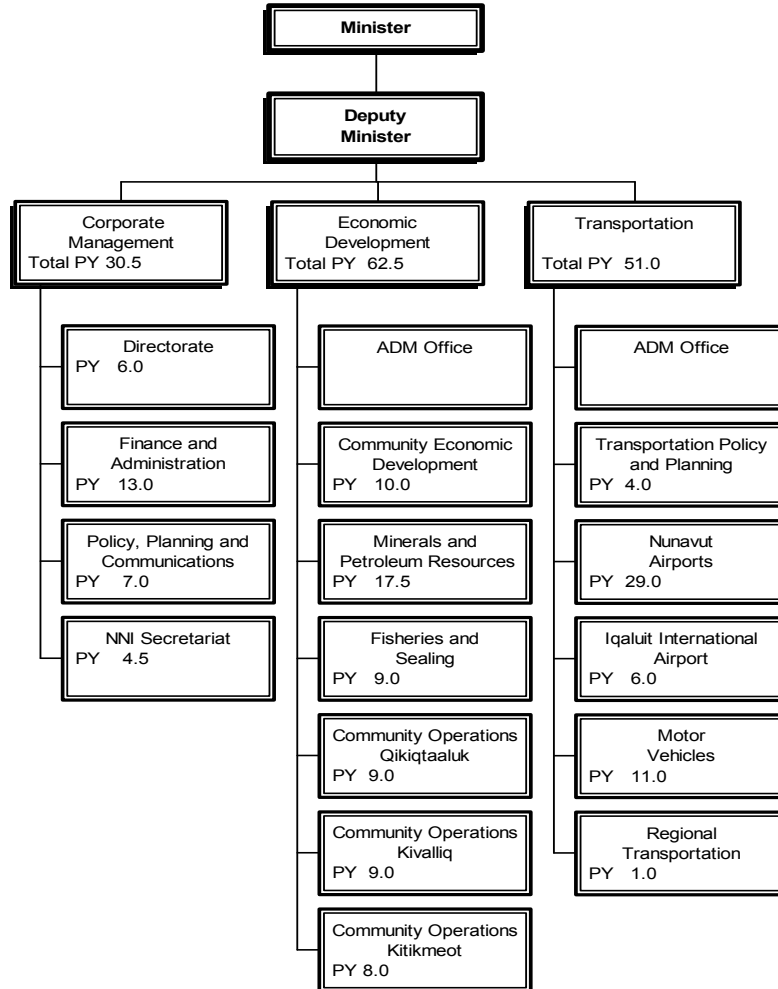 Minister
Deputy
Minister
Corporate
Management
Total PY 30.5
Economic
Development
Total PY 62.5
Transportation
Total PY 51.0
Directorate
PY 6.0
Finance and
Administration
PY 13.0
Policy, Planning and
Communications
PY 7.0
NNI Secretariat
PY 4.5
ADM Office
Community Economic
Development
PY 10.0
Minerals and
Petroleum Resources
PY 17.5
Fisheries and
Sealing
PY 9.0
Community Operations
Qikiqtaaluk
PY 9.0
Community Operations
Kivalliq
PY 9.0
Community Operations
Kitikmeot
PY 8.0
ADM Office
Transportation Policy
and Planning
PY 4.0
Nunavut
Airports
PY 29.0
Iqaluit International
Airport
PY 6.0
Motor
Vehicles
PY 11.0
Regional
Transportation
PY 1.0